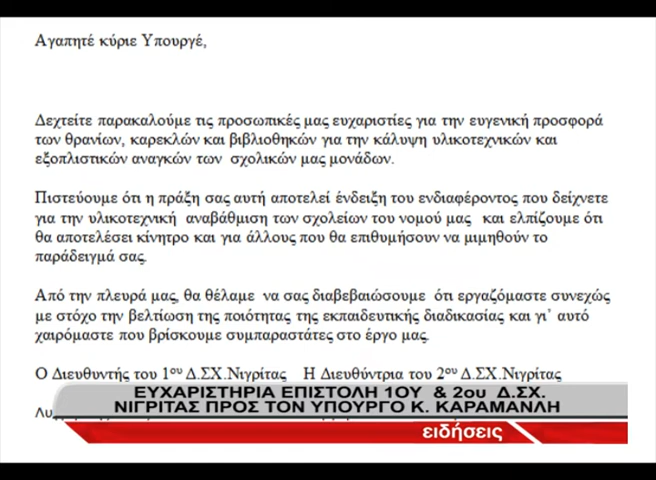 Αγαπητέ κύριε Υπουργέ,
Δεχτείτε παρακαλούμε τις προσωπικές μας ευχαριστίες για την ευγενική προσφορά
των θρανίων, καρεκλών και βιβλιοθηκών για την κάλυψη υλικοτεχνικών και
εξοπλιστικών αναγκών των σχολικών μας μονάδων.
Πιστεύουμε ότι η πράξη σας αυτή αποτελεί ένδειξη του ενδιαφέροντος που δείχνετε
για την υλικοτεχνική αναβάθμιση των σχολείων του νομού μας και ελπίζουμε ότι
θα αποτελέσει κίνητρο και για άλλους που θα επιθυμήσουν να μιμηθούν το
παράδειγμά σας.
Από την πλευρά μας, θα θέλαμε να σας διαβεβαιώσουμε ότι εργαζόμαστε συνεχώς
με στόχο την βελτίωση της ποιότητας της εκπαιδευτικής διαδικασίας και γι' αυτό
χαιρόμαστε που βρίσκουμε συμπαραστάτες στο έργο μας.
Ο Διευθυντής του 1ου Δ.ΣΧ.Νιγρίτας Η Διευθύντρια του 2ου Δ.ΣΧ.Νιγρίτας
ΕΥΧΑΡΙΣΤΗΡΙΑ ΕΠΙΣΤΟΛΗ 1ΟΥ & 2ου Δ.ΣΧ.
ΝΙΓΡΙΤΑΣ ΠΡΟΣ ΤΟΝ ΥΠΟΥΡΓΟ Κ. ΚΑΡΑΜΑΝΛΗ
ειδήσεις